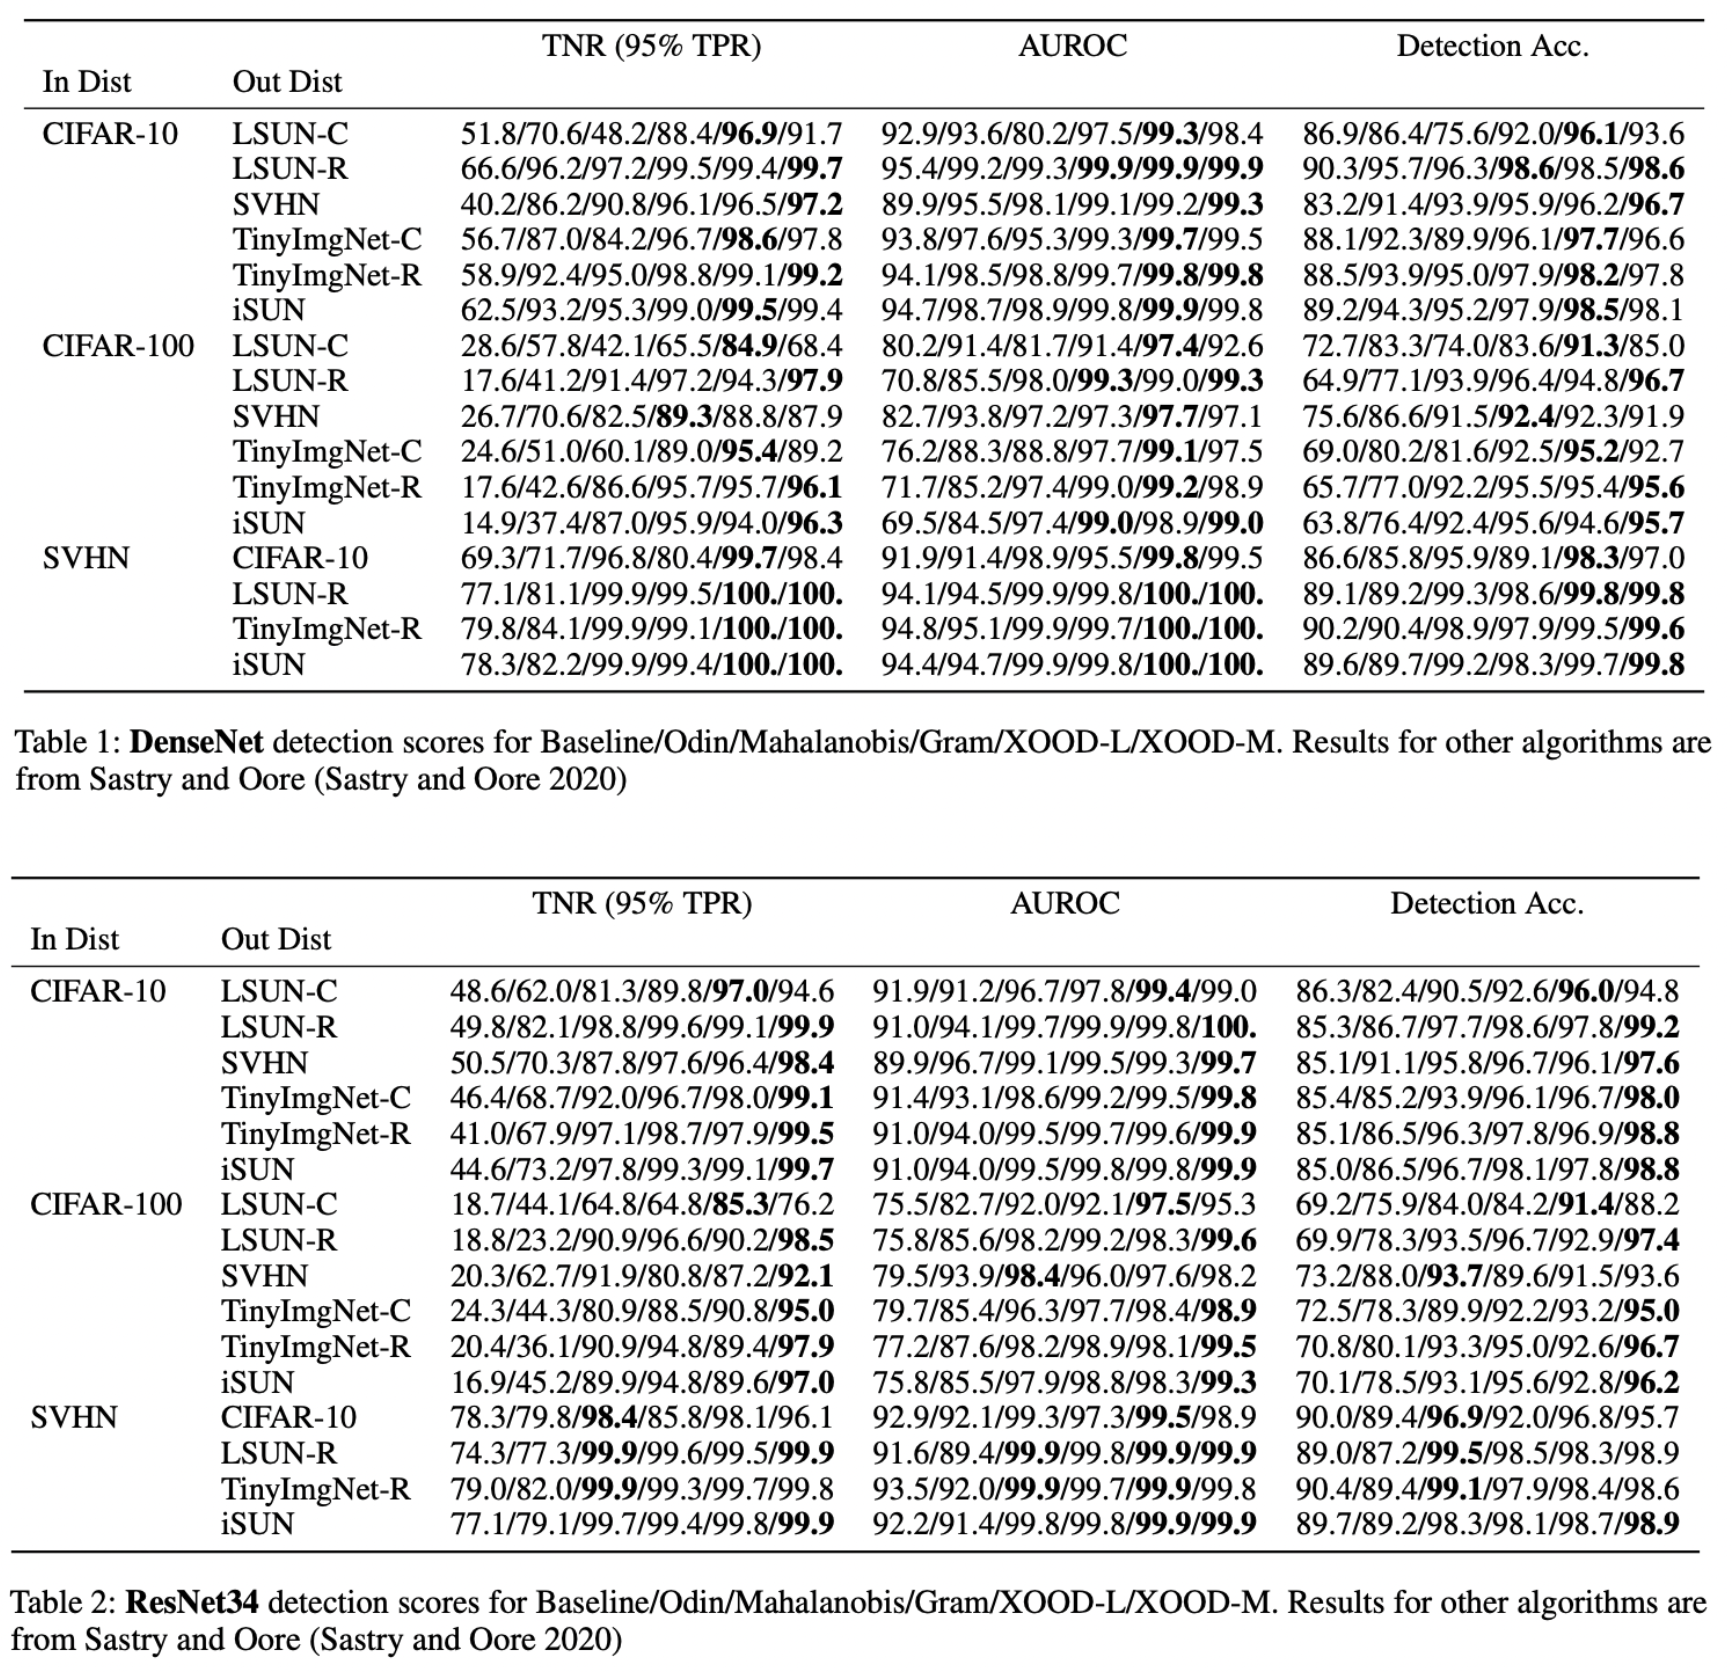 TNR (95% TPR) AUROC Detection Acc.
In Dist Out Dist
CIFAR-10 LSUN-C 51.8/70.6/48.2/88.4/96.9/91.7 92.9/93.6/80.2/97.5/99.3/98.4 86.9/86.4/75.6/92.0/96.1/93.6
LSUN-R 66.6/96.2/97.2/99.5/99.4/99.7 95.4/99.2/99.3/99.9/99.9/99.9 90.3/95.7/96.3/98.6/98.5/98.6
SVHN 40.2/86.2/90.8/96.1/96.5/97.2 89.9/95.5/98.1/99.1/99.2/99.3 83.2/91.4/93.9/95.9/96.2/96.7
TinyImgNet-C 56.7/87.0/84.2/96.7/98.6/97.8 93.8/97.6/95.3/99.3/99.7/99.5 88.1/92.3/89.9/96.1/97.7/96.6
TinyImgNet-R 58.9/92.4/95.0/98.8/99.1/99.2 94.1/98.5/98.8/99.7/99.8/99.8 88.5/93.9/95.0/97.9/98.2/97.8
iSUN 62.5/93.2/95.3/99.0/99.5/99.4 94.7/98.7/98.9/99.8/99.9/99.8 89.2/94.3/95.2/97.9/98.5/98.1
CIFAR-100 LSUN-C 28.6/57.8/42.1/65.5/84.9/68.4 80.2/91.4/81.7/91.4/97.4/92.6 72.7/83.3/74.0/83.6/91.3/85.0
LSUN-R 17.6/41.2/91.4/97.2/94.3/97.9 70.8/85.5/98.0/99.3/99.0/99.3 64.9/77.1/93.9/96.4/94.8/96.7
SVHN 26.7/70.6/82.5/89.3/88.8/87.9 82.7/93.8/97.2/97.3/97.7/97.1 75.6/86.6/91.5/92.4/92.3/91.9
TinyImgNet-C 24.6/51.0/60.1/89.0/95.4/89.2 76.2/88.3/88.8/97.7/99.1/97.5 69.0/80.2/81.6/92.5/95.2/92.7
TinyImgNet-R 17.6/42.6/86.6/95.7/95.7/96.1 71.7/85.2/97.4/99.0/99.2/98.9 65.7/77.0/92.2/95.5/95.4/95.6
iSUN 14.9/37.4/87.0/95.9/94.0/96.3 69.5/84.5/97.4/99.0/98.9/99.0 63.8/76.4/92.4/95.6/94.6/95.7
SVHN CIFAR-10 69.3/71.7/96.8/80.4/99.7/98.4 91.9/91.4/98.9/95.5/99.8/99.5 86.6/85.8/95.9/89.1/98.3/97.0
LSUN-R 77.1/81.1/99.9/99.5/100./100. 94.1/94.5/99.9/99.8/100./100. 89.1/89.2/99.3/98.6/99.8/99.8
TinyImgNet-R 79.8/84.1/99.9/99.1/100./100. 94.8/95.1/99.9/99.7/100./100. 90.2/90.4/98.9/97.9/99.5/99.6
iSUN 78.3/82.2/99.9/99.4/100./100. 94.4/94.7/99.9/99.8/100./100. 89.6/89.7/99.2/98.3/99.7/99.8
Table 1: DenseNet detection scores for Baseline/Odin/Mahalanobis/Gram/XOOD-L/XOOD-M. Results for other algorithms are
from Sastry and Oore (Sastry and Oore 2020)
TNR (95% TPR) AUROC Detection Acc.
In Dist Out Dist
CIFAR-10 LSUN-C 48.6/62.0/81.3/89.8/97.0/94.6 91.9/91.2/96.7/97.8/99.4/99.0 86.3/82.4/90.5/92.6/96.0/94.8
LSUN-R 49.8/82.1/98.8/99.6/99.1/99.9 91.0/94.1/99.7/99.9/99.8/100. 85.3/86.7/97.7/98.6/97.8/99.2
SVHN 50.5/70.3/87.8/97.6/96.4/98.4 89.9/96.7/99.1/99.5/99.3/99.7 85.1/91.1/95.8/96.7/96.1/97.6
TinyImgNet-C 46.4/68.7/92.0/96.7/98.0/99.1 91.4/93.1/98.6/99.2/99.5/99.8 85.4/85.2/93.9/96.1/96.7/98.0
TinyImgNet-R 41.0/67.9/97.1/98.7/97.9/99.5 91.0/94.0/99.5/99.7/99.6/99.9 85.1/86.5/96.3/97.8/96.9/98.8
iSUN 44.6/73.2/97.8/99.3/99.1/99.7 91.0/94.0/99.5/99.8/99.8/99.9 85.0/86.5/96.7/98.1/97.8/98.8
CIFAR-100 LSUN-C 18.7/44.1/64.8/64.8/85.3/76.2 75.5/82.7/92.0/92.1/97.5/95.3 69.2/75.9/84.0/84.2/91.4/88.2
LSUN-R 18.8/23.2/90.9/96.6/90.2/98.5 75.8/85.6/98.2/99.2/98.3/99.6 69.9/78.3/93.5/96.7/92.9/97.4
SVHN 20.3/62.7/91.9/80.8/87.2/92.1 79.5/93.9/98.4/96.0/97.6/98.2 73.2/88.0/93.7/89.6/91.5/93.6
TinyImgNet-C 24.3/44.3/80.9/88.5/90.8/95.0 79.7/85.4/96.3/97.7/98.4/98.9 72.5/78.3/89.9/92.2/93.2/95.0
TinyImgNet-R 20.4/36.1/90.9/94.8/89.4/97.9 77.2/87.6/98.2/98.9/98.1/99.5 70.8/80.1/93.3/95.0/92.6/96.7
iSUN 16.9/45.2/89.9/94.8/89.6/97.0 75.8/85.5/97.9/98.8/98.3/99.3 70.1/78.5/93.1/95.6/92.8/96.2
SVHN CIFAR-10 78.3/79.8/98.4/85.8/98.1/96.1 92.9/92.1/99.3/97.3/99.5/98.9 90.0/89.4/96.9/92.0/96.8/95.7
LSUN-R 74.3/77.3/99.9/99.6/99.5/99.9 91.6/89.4/99.9/99.8/99.9/99.9 89.0/87.2/99.5/98.5/98.3/98.9
TinyImgNet-R 79.0/82.0/99.9/99.3/99.7/99.8 93.5/92.0/99.9/99.7/99.9/99.8 90.4/89.4/99.1/97.9/98.4/98.6
iSUN 77.1/79.1/99.7/99.4/99.8/99.9 92.2/91.4/99.8/99.8/99.9/99.9 89.7/89.2/98.3/98.1/98.7/98.9
Table 2: ResNet34 detection scores for Baseline/Odin/Mahalanobis/Gram/XOOD-L/XOOD-M. Results for other algorithms are
from Sastry and Oore (Sastry and Oore 2020)